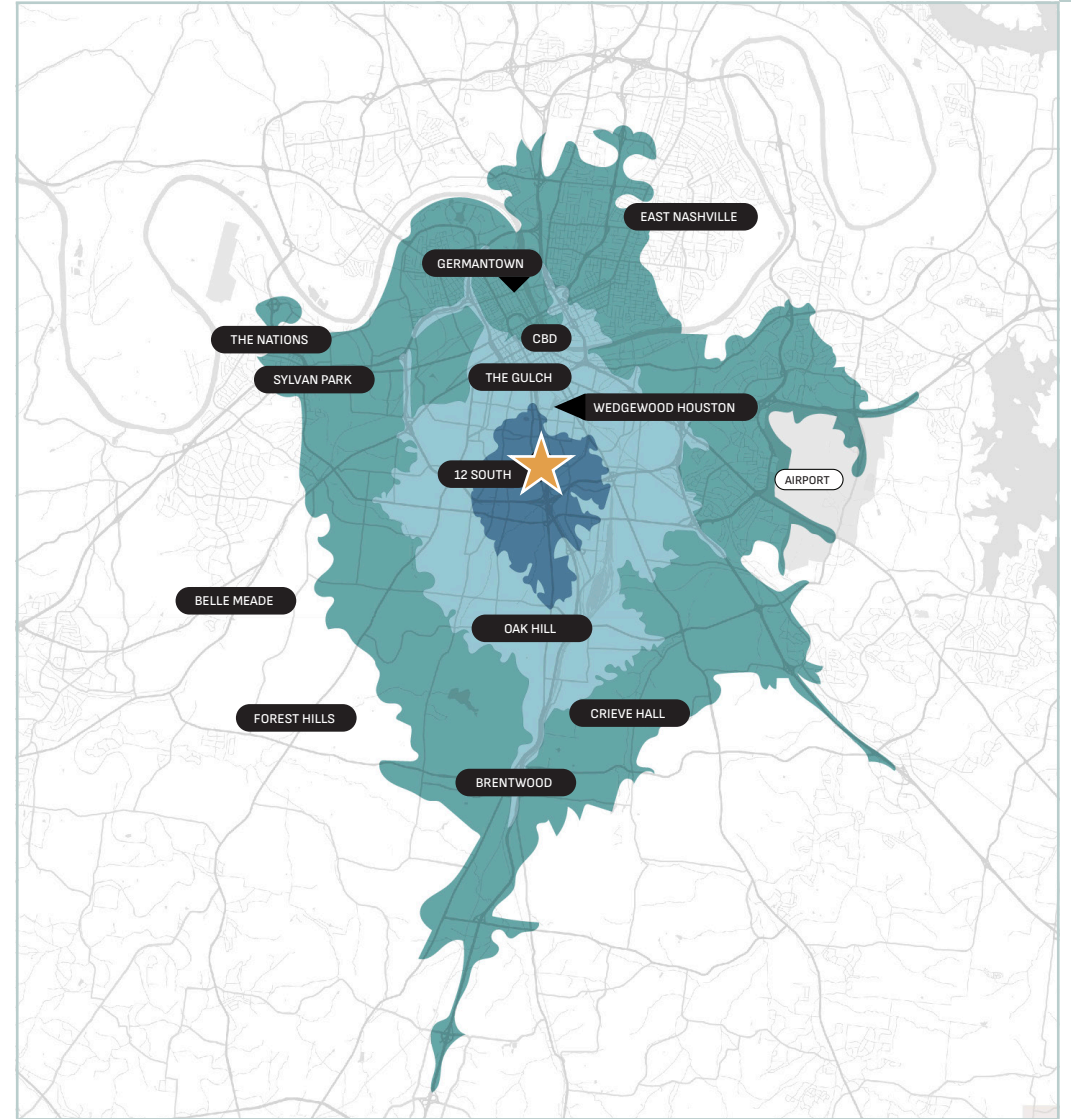 EAST NASHVILLE
GERMANTOWN
THE NATIONS
CBD
SYLVAN PARK
THE GULCH
WEDGEWOOD HOUSTON
12 SOUTH
AIRPORT
BELLE MEADE
OAK HILL
FOREST HILLS
CRIEVE HALL
BRENTWOOD